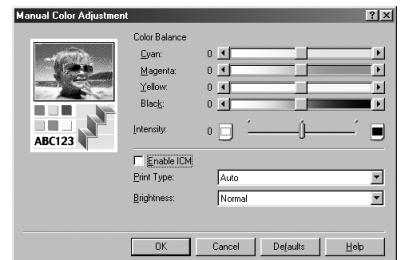 Manual Color Adjustment
Color Balance
Cyan: 0
Magenta: 0
Yellow: 0
Black: 0
Intensity: 0
ABC123
Enable ICM
Print Type: Auto
Brightness: Normal
OK Cancel Defaults Help